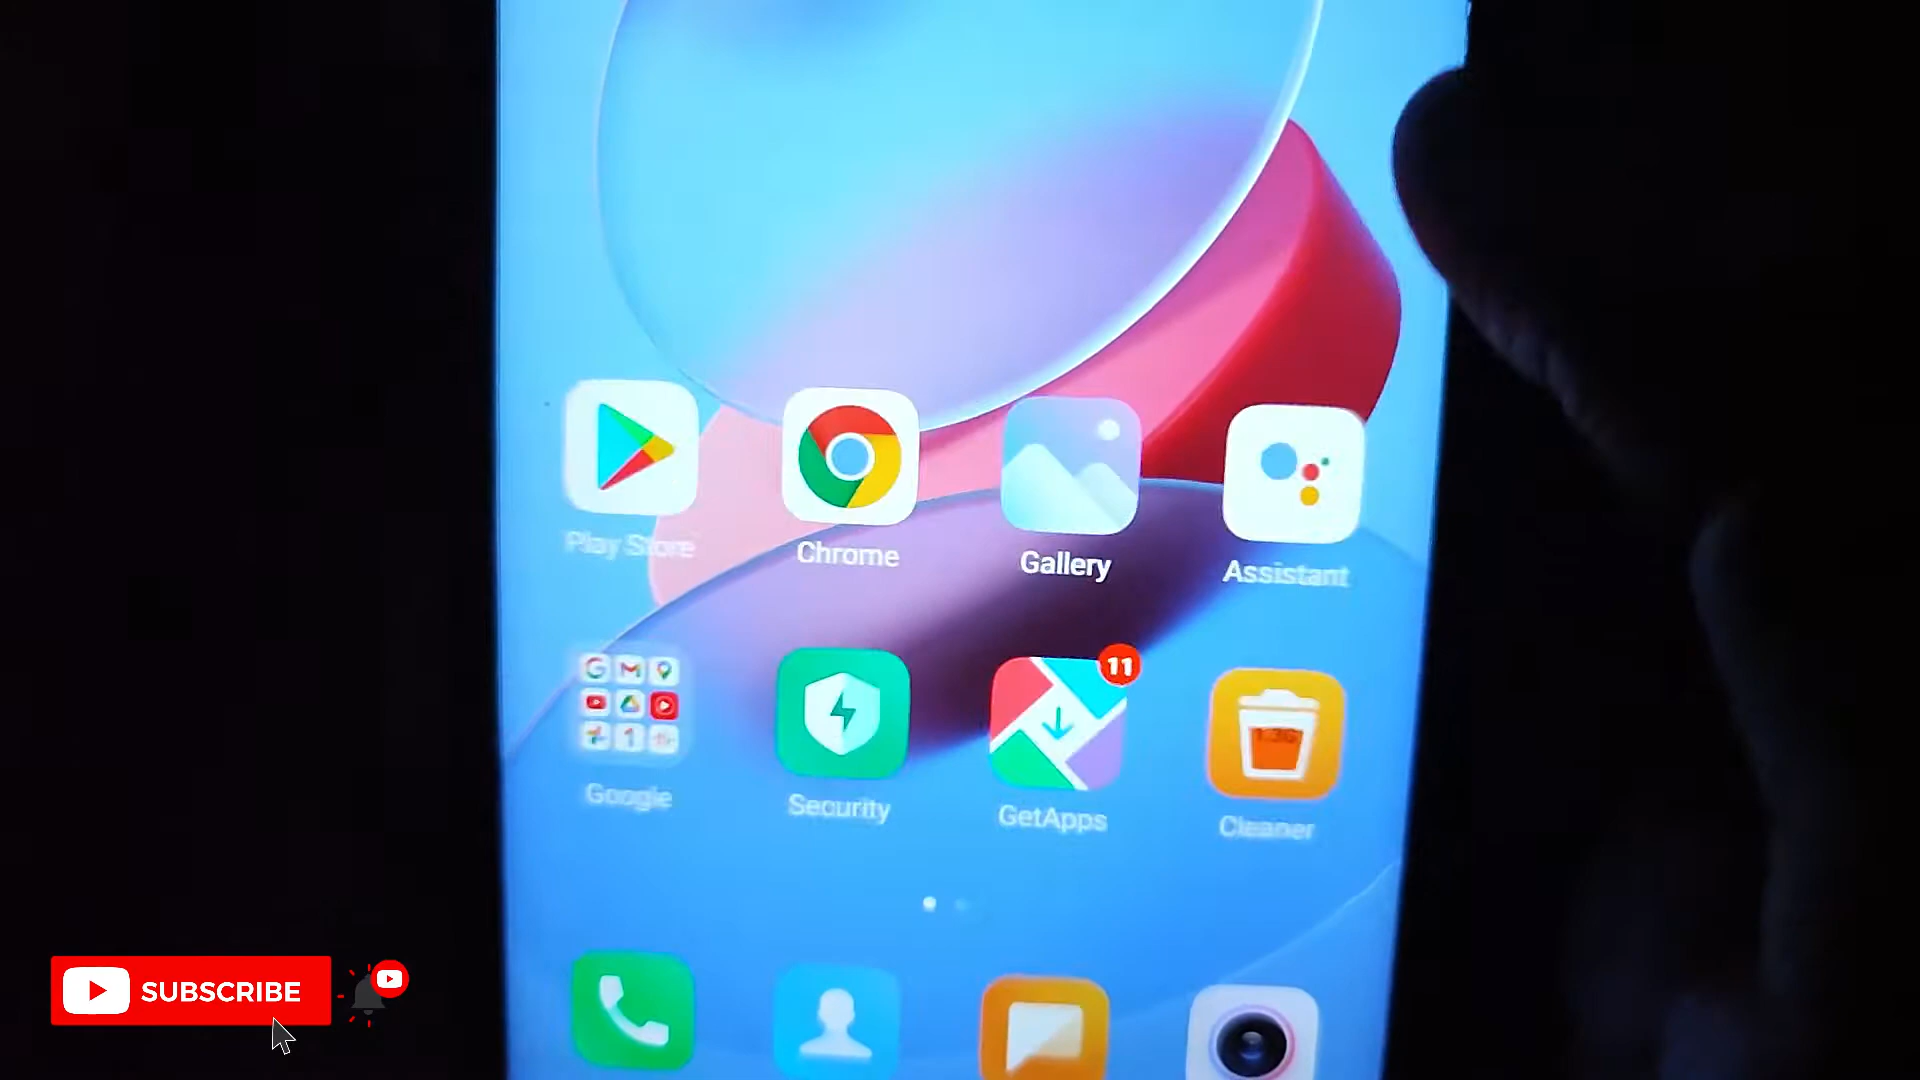 Play Store
Chrome
Gallery
Assistant
Google
Security
11
GetApps
Cleaner
SUBSCRIBE